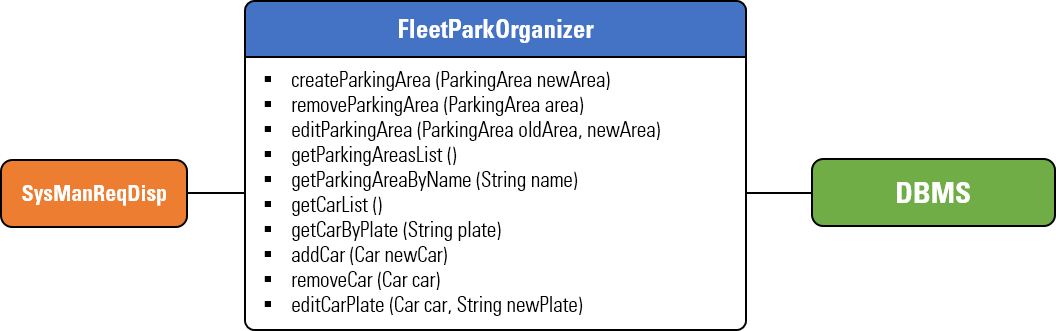 FleetParkOrganizer
▪ createParkingArea (ParkingArea newArea)
▪ removeParkingArea (ParkingArea area)
▪ editParkingArea (ParkingArea oldArea, newArea)
▪ getParkingAreasList ()
▪ getParkingAreaByName (String name)
▪ getCarList ()
▪ getCarByPlate (String plate)
▪ addCar (Car newCar)
▪ removeCar (Car car)
▪ editCarPlate (Car car, String newPlate)
SysManReqDisp
DBMS